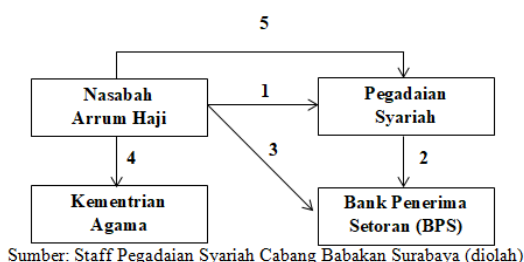 5
Nasabah
Arrum Haji
1
Pegadaian
Syariah
3
4
2
Kementrian
Agama
Bank Penerima
Setoran (BPS)
Sumber: Staff Pegadaian Syariah Cabang Babakan Surabaya (diolah)